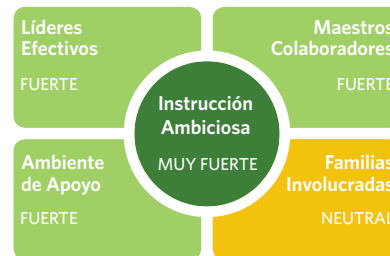 Líderes
Efectivos
FUERTE
Maestros
Colaboradores
FUERTE
Instrucción
Ambiciosa
MUY FUERTE
Ambiente
de Apoyo
FUERTE
Familias
Involucradas
NEUTRAL